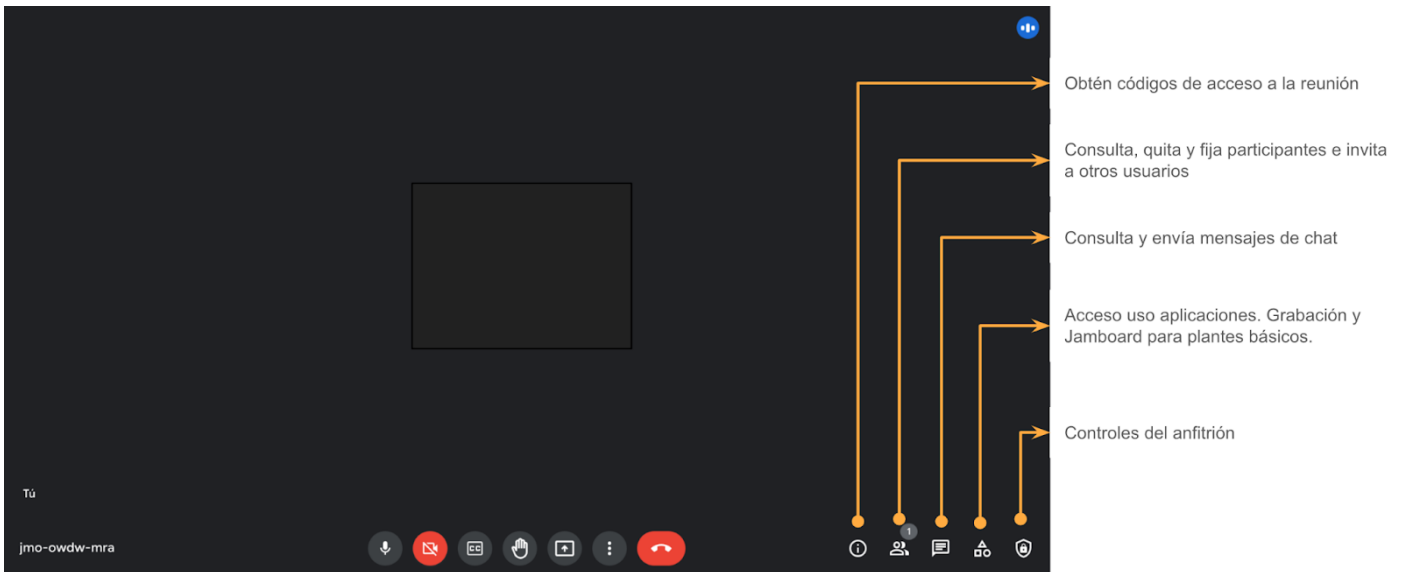 Obtén códigos de acceso a la reunión
Consulta, quita y fija participantes e invita
a otros usuarios
Consulta y envía mensajes de chat
Acceso uso aplicaciones. Grabación y
Jamboard para plantes básicos.
Controles del anfitrión
Tú
jmo-owdw-mra
CC
1